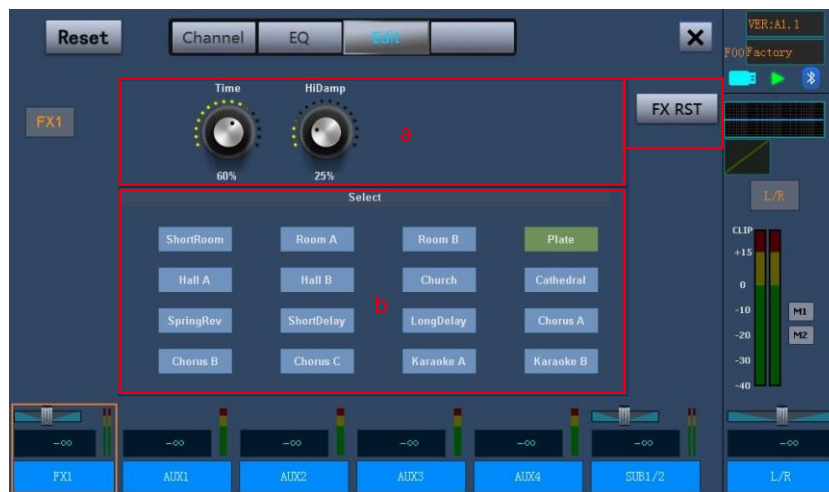 Reset
Channel EQ Edit
VER:A1.1
F00Factory
Time HiDamp
FX RST
FX1
a
60% 25%
Select
L/R
ShortRoom Room A Room B Plate
CLIP
+15
Hall A Hall B Church Cathedral
0
b
SpringRev ShortDelay LongDelay Chorus A
-10 M1
-20 M2
Chorus B Chorus C Karaoke A Karaoke B
-30
-40
-∞ -∞ -∞ -∞ -∞ -∞ -∞
FX1 AUX1 AUX2 AUX3 AUX4 SUB1/2 L/R